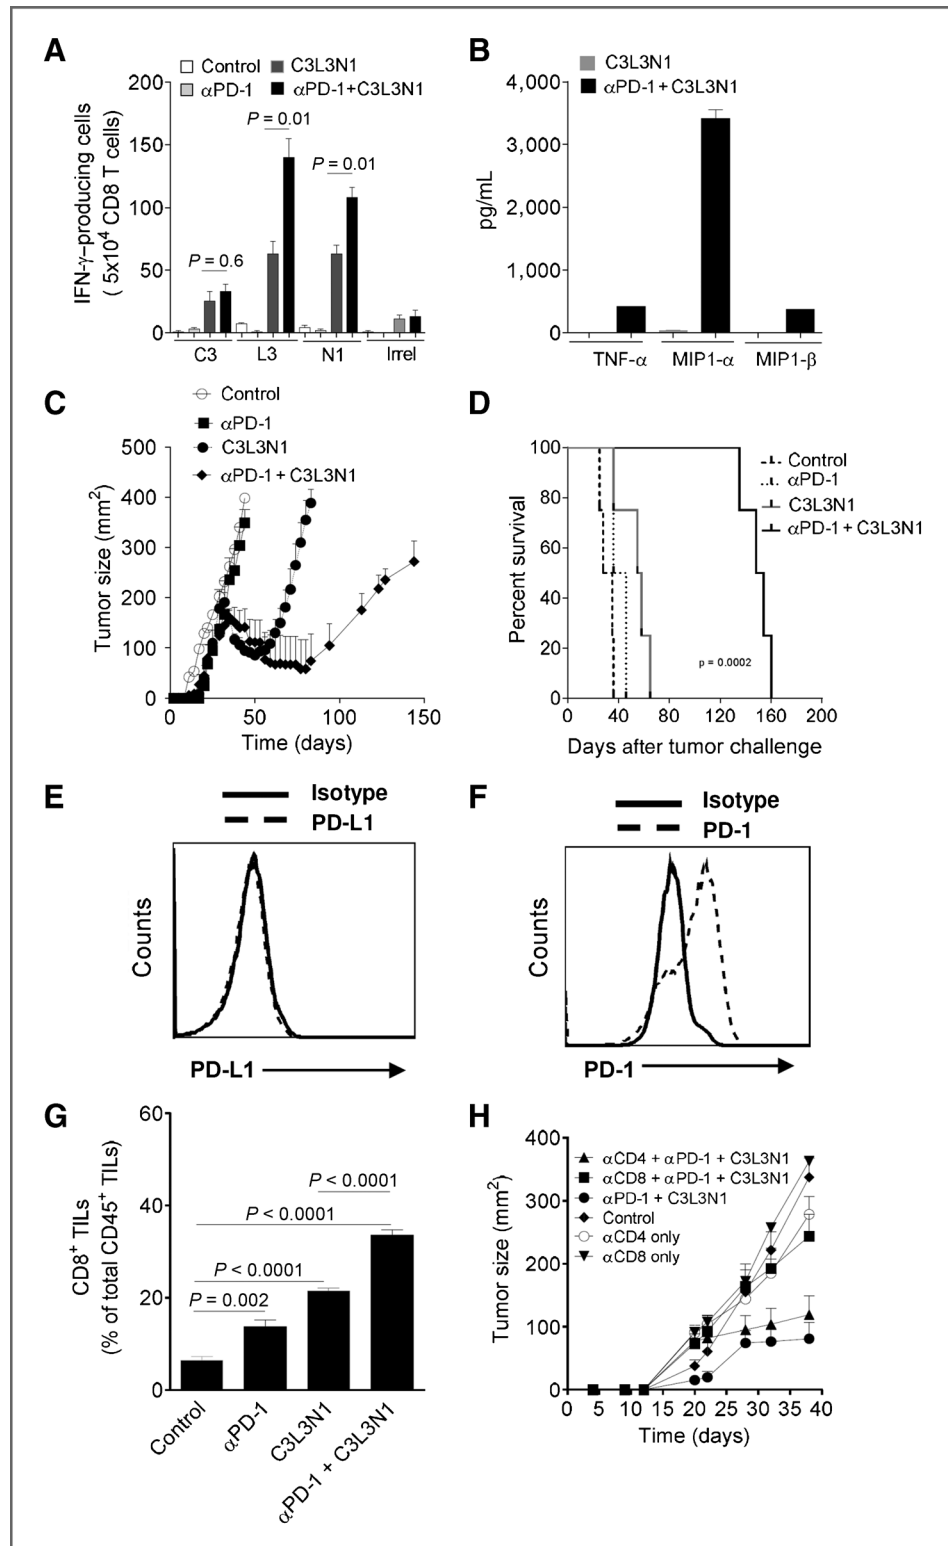 A
Control
C3L3N1
αPD-1
αPD-1+C3L3N1
IFN-γ–producing cells
( 5x10⁴ CD8 T cells)
200
150
100
50
0
P = 0.6
P = 0.01
P = 0.01
C3
L3
N1
Irrel
B
C3L3N1
αPD-1+C3L3N1
pg/mL
4,000
3,000
2,000
1,000
0
TNF-α
MIP1-α
MIP1-β
C
Control
αPD-1
C3L3N1
αPD-1+C3L3N1
Tumor size (mm²)
500
400
300
200
100
0
0
50
100
150
Time (days)
D
Percent survival
100
80
60
40
20
0
Control
αPD-1
C3L3N1
αPD-1+C3L3N1
p = 0.0002
0
40
80
120
160
200
Days after tumor challenge
E
Isotype
PD-L1
Counts
PD-L1
F
Isotype
PD-1
Counts
PD-1
G
CD8⁺ TILs
(% of total CD45⁺ TILs)
60
40
20
0
P < 0.0001
P < 0.0001
P < 0.0001
P = 0.002
Control
αPD-1
C3L3N1
αPD-1 + C3L3N1
H
Tumor size (mm²)
400
300
200
100
0
αCD4 + αPD-1 + C3L3N1
αCD8 + αPD-1 + C3L3N1
αPD-1 + C3L3N1
Control
αCD4 only
αCD8 only
0
5
10
15
20
25
30
35
40
Time (days)